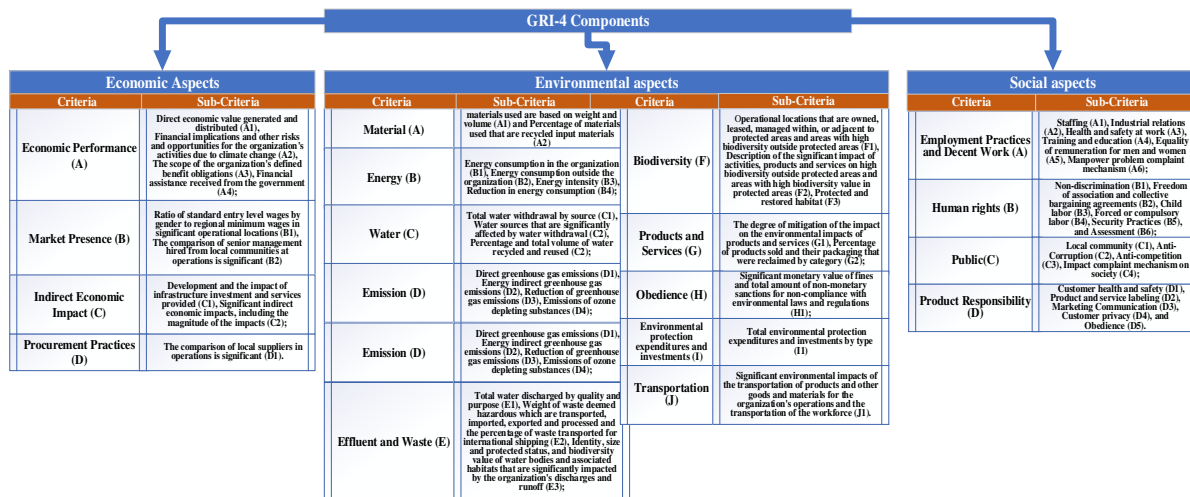 GRI-4 Components
Economic Aspects
Criteria
Sub-Criteria
Economic Performance
(A)
Direct economic value generated and
distributed (A1),
Financial implications and other risks
and opportunities for the organization's
activities due to climate change (A2),
The scope of the organization's defined
benefit obligations (A3), Financial
assistance received from the government
(A4);
Market Presence (B)
Ratio of standard entry level wages by
gender to regional minimum wages in
significant operational locations (B1),
The comparison of senior management
hired from local communities at
operations is significant (B2)
Indirect Economic
Impact (C)
Development and the impact of
infrastructure investment and services
provided (C1), Significant indirect
economic impacts, including the
magnitude of the impacts (C2);
Procurement Practices
(D)
The comparison of local suppliers in
operations is significant (D1).
Environmental aspects
Criteria
Sub-Criteria
Criteria
Sub-Criteria
Material (A)
materials used are based on weight and
volume (A1) and Percentage of materials
used that are recycled input materials
(A2)
Energy (B)
Energy consumption in the organization
(B1), Energy consumption outside the
organization (B2), Energy intensity (B3),
Reduction in energy consumption (B4);
Water (C)
Total water withdrawal by source (C1),
Water sources that are significantly
affected by water withdrawal (C2),
Percentage and total volume of water
recycled and reused (C2);
Emission (D)
Direct greenhouse gas emissions (D1),
Energy indirect greenhouse gas
emissions (D2), Reduction of greenhouse
gas emissions (D3), Emissions of ozone
depleting substances (D4);
Emission (D)
Direct greenhouse gas emissions (D1),
Energy indirect greenhouse gas
emissions (D2), Reduction of greenhouse
gas emissions (D3), Emissions of ozone
depleting substances (D4);
Effluent and Waste (E)
Total water discharged by quality and
purpose (E1), Weight of waste deemed
hazardous which are transported,
imported, exported and processed and
the percentage of waste transported for
international shipping (E2), Identity, size
and protected status, and biodiversity
value of water bodies and associated
habitats that are significantly impacted
by the organization's discharges and
runoff (E3);
Biodiversity (F)
Operational locations that are owned,
leased, managed within, or adjacent to
protected areas and areas with high
biodiversity outside protected areas (F1),
Description of the significant impact of
activities, products and services on high
biodiversity outside protected areas and
areas with high biodiversity value in
protected areas (F2), Protected and
restored habitat (F3)
Products and
Services (G)
The degree of mitigation of the impact
on the environmental impacts of
products and services (G1), Percentage
of products sold and their packaging that
were reclaimed by category (G2);
Obedience (H)
Significant monetary value of fines
and total amount of non-monetary
sanctions for non-compliance with
environmental laws and regulations
(H1);
Environmental
protection
expenditures and
investments (I)
Total environmental protection
expenditures and investments by type
(I1)
Transportation
(J)
Significant environmental impacts of
the transportation of products and other
goods and materials for the
organization's operations and the
transportation of the workforce (J1).
Social aspects
Criteria
Sub-Criteria
Employment Practices
and Decent Work (A)
Staffing (A1), Industrial relations
(A2), Health and safety at work (A3),
Training and education (A4), Equality
of remuneration for men and women
(A5), Manpower problem complaint
mechanism (A6);
Human rights (B)
Non-discrimination (B1), Freedom
of association and collective
bargaining agreements (B2), Child
labor (B3), Forced or compulsory
labor (B4), Security Practices (B5),
and Assessment (B6);
Public(C)
Local community (C1), Anti-
Corruption (C2), Anti-competition
(C3), Impact complaint mechanism on
society (C4);
Product Responsibility
(D)
Customer health and safety (D1),
Product and service labeling (D2),
Marketing Communication (D3),
Customer privacy (D4), and
Obedience (D5).